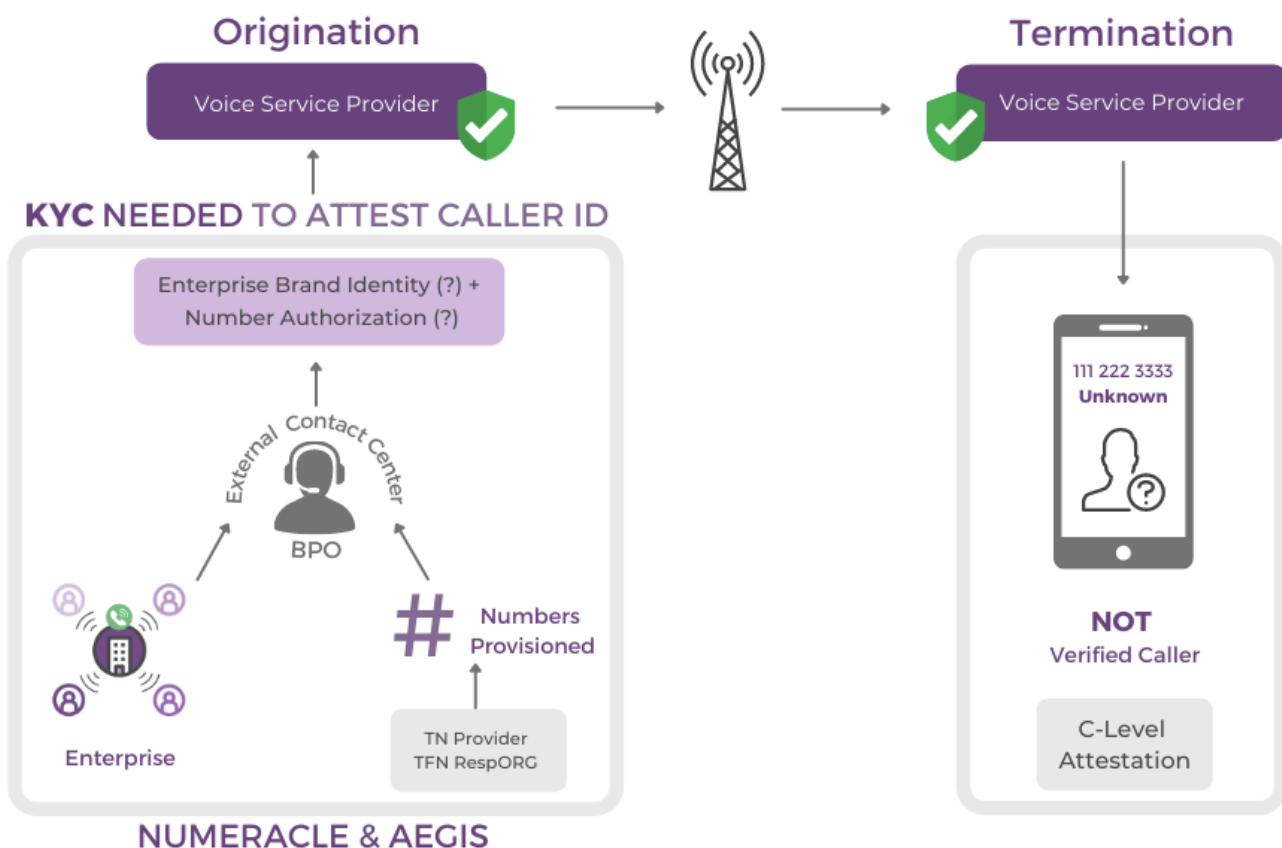 Origination
Voice Service Provider
Termination
Voice Service Provider
KYC NEEDED TO ATTEST CALLER ID
Enterprise Brand Identity (?) +
Number Authorization (?)
External Contact Center
BPO
Enterprise
#
Numbers
Provisioned
TN Provider
TFN RespORG
NUMERACLE & AEGIS
111 222 3333
Unknown
?
NOT
Verified Caller
C-Level
Attestation